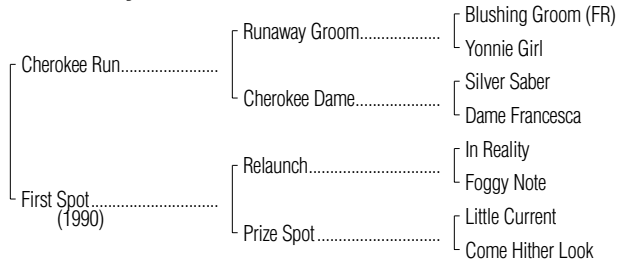 Blushing Groom (FR)
Runaway Groom...................
Yonnie Girl
Cherokee Run.......................
Silver Saber
Cherokee Dame....................
Dame Francesca
In Reality
Relaunch...............................
Foggy Note
First Spot..............................
(1990)
Little Current
Prize Spot.............................
Come Hither Look